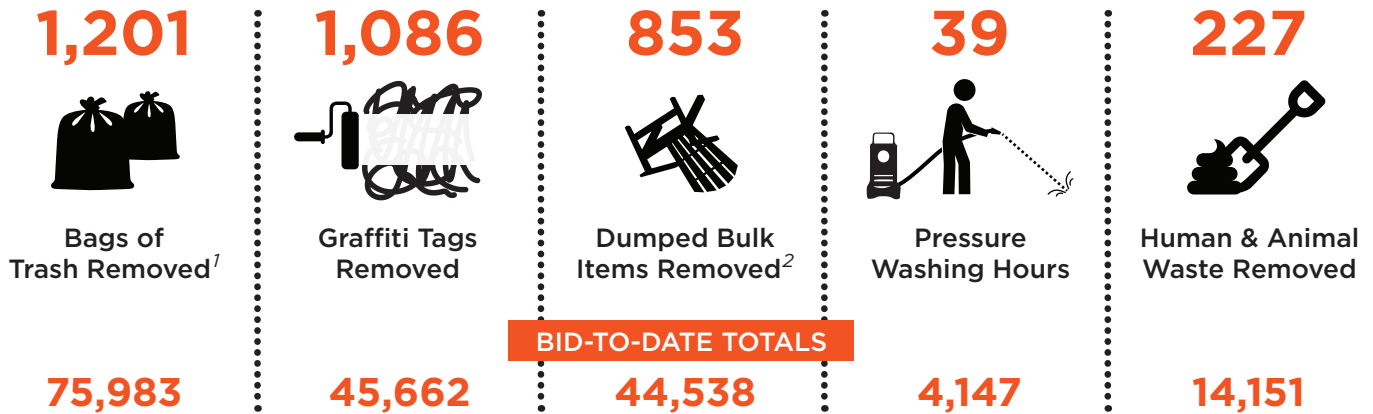 1,201
1,086
853
39
227
Bags of
Trash Removed1
Graffiti Tags
Removed
Dumped Bulk
Items Removed2
Pressure
Washing Hours
Human & Animal
Waste Removed
BID-TO-DATE TOTALS
75,983
45,662
44,538
4,147
14,151